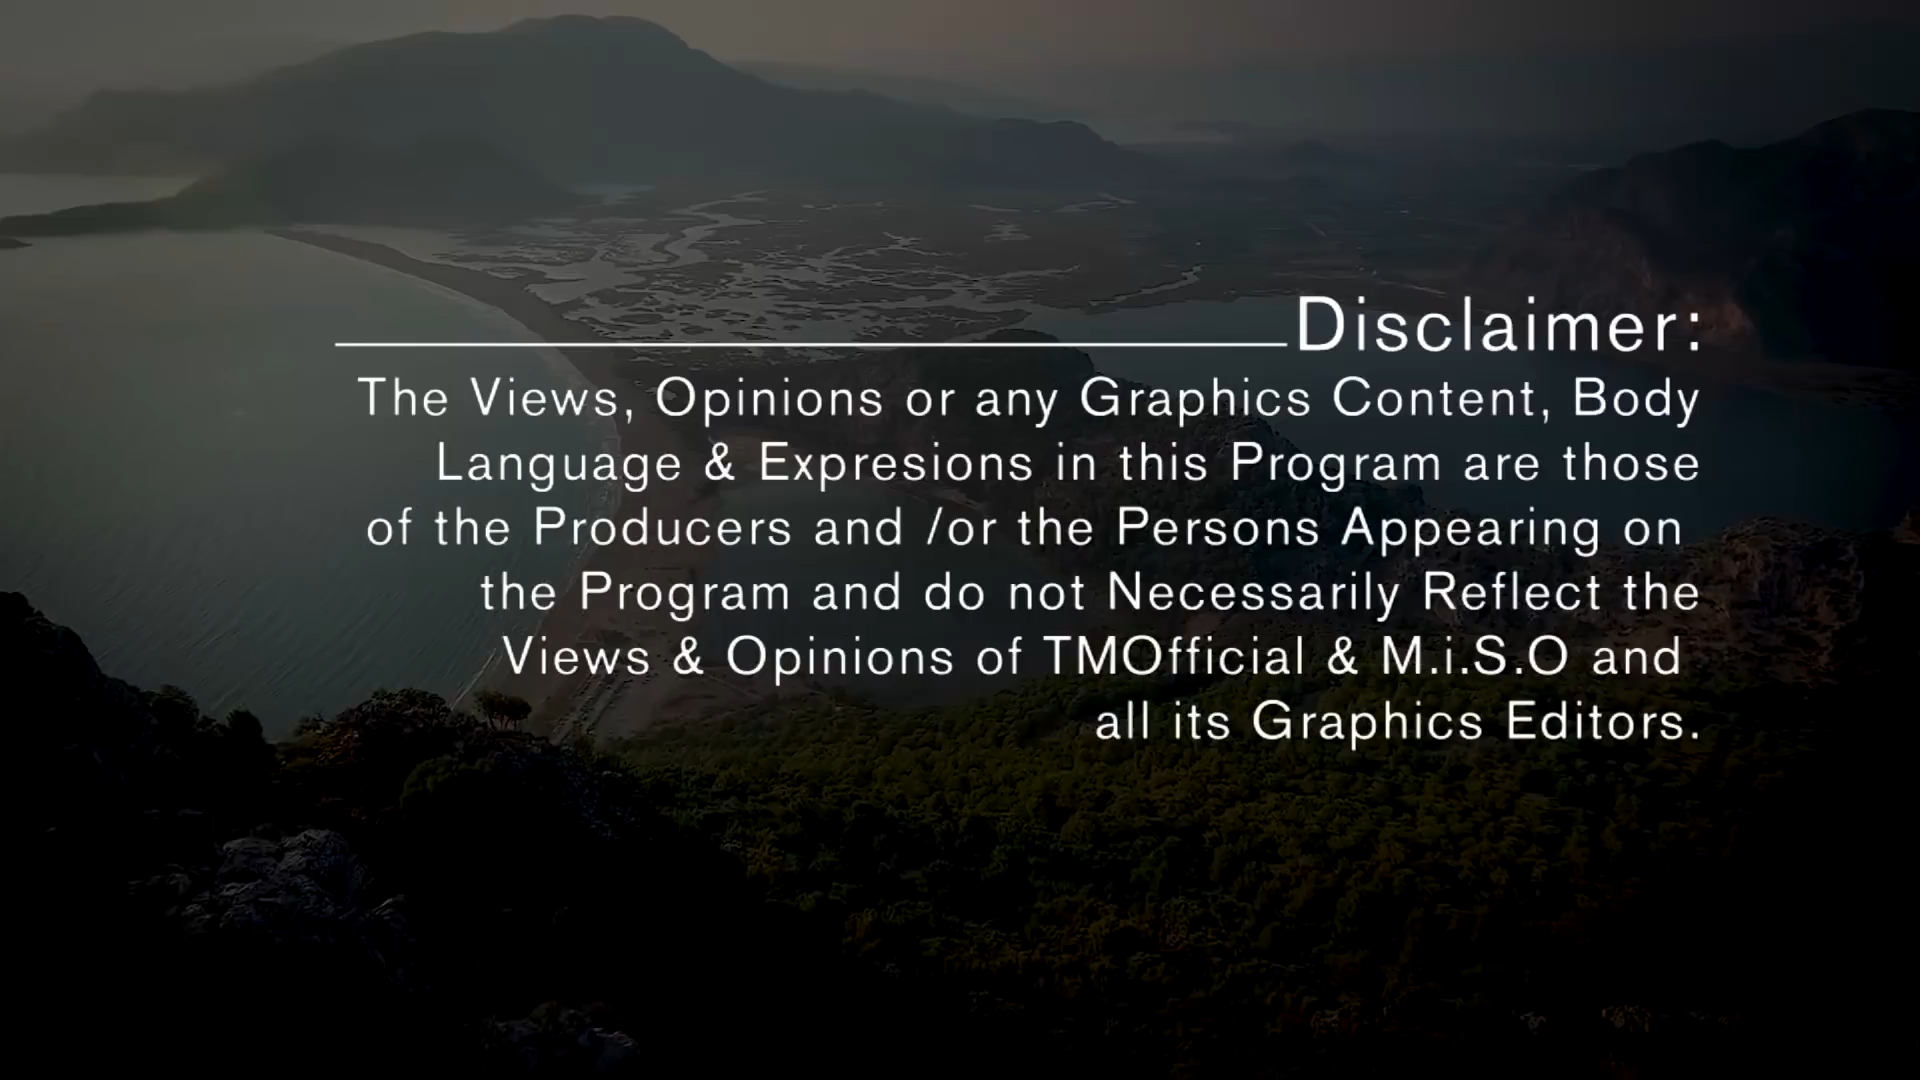 Disclaimer:
The Views, Opinions or any Graphics Content, Body
Language & Expresions in this Program are those
of the Producers and /or the Persons Appearing on
the Program and do not Necessarily Reflect the
Views & Opinions of TMOfficial & M.i.S.O and
all its Graphics Editors.